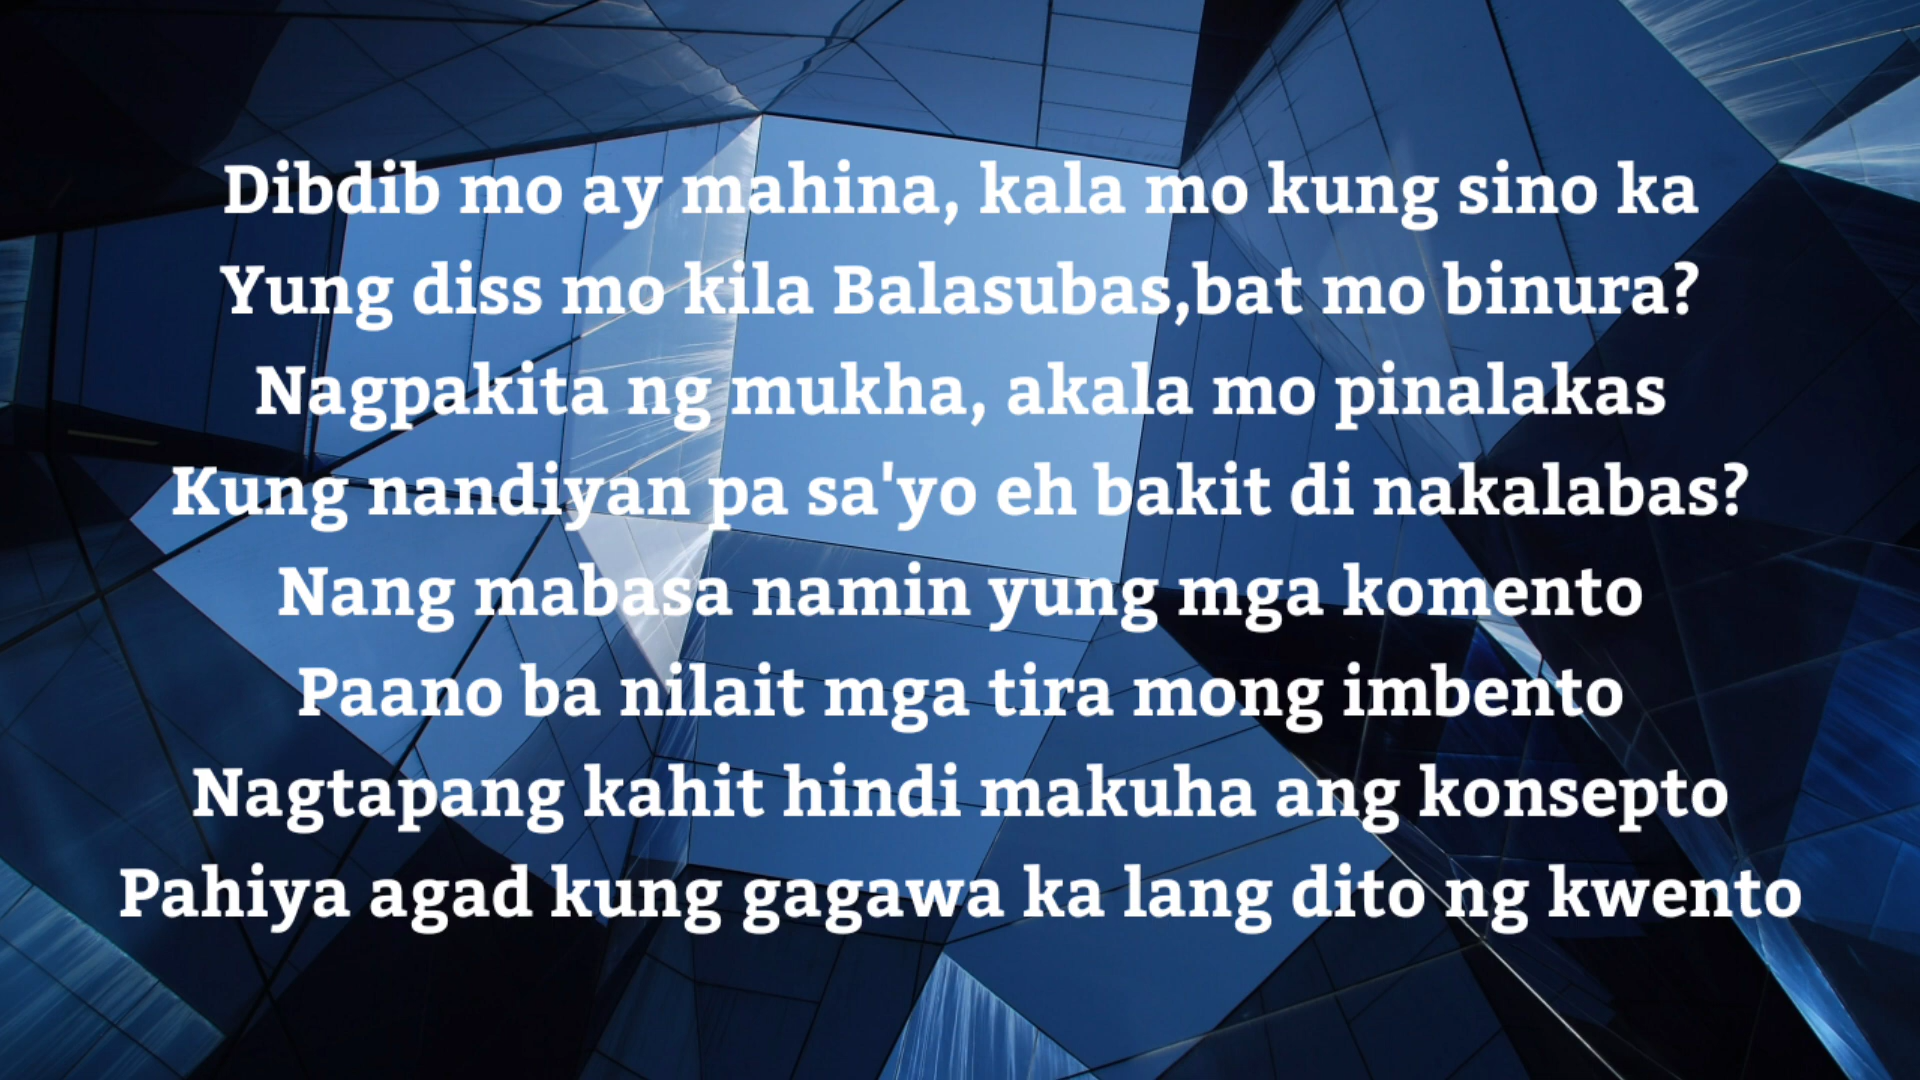 Dibdib mo ay mahina, kala mo kung sino ka
Yung diss mo kila Balasubas,bat mo binura?
Nagpakita ng mukha, akala mo pinalakas
Kung nandiyan pa sa'yo eh bakit di nakalabas?
Nang mabasa namin yung mga komento
Paano ba nilait mga tira mong imbento
Nagtapang kahit hindi makuha ang konsepto
Pahiya agad kung gagawa ka lang dito ng kwento